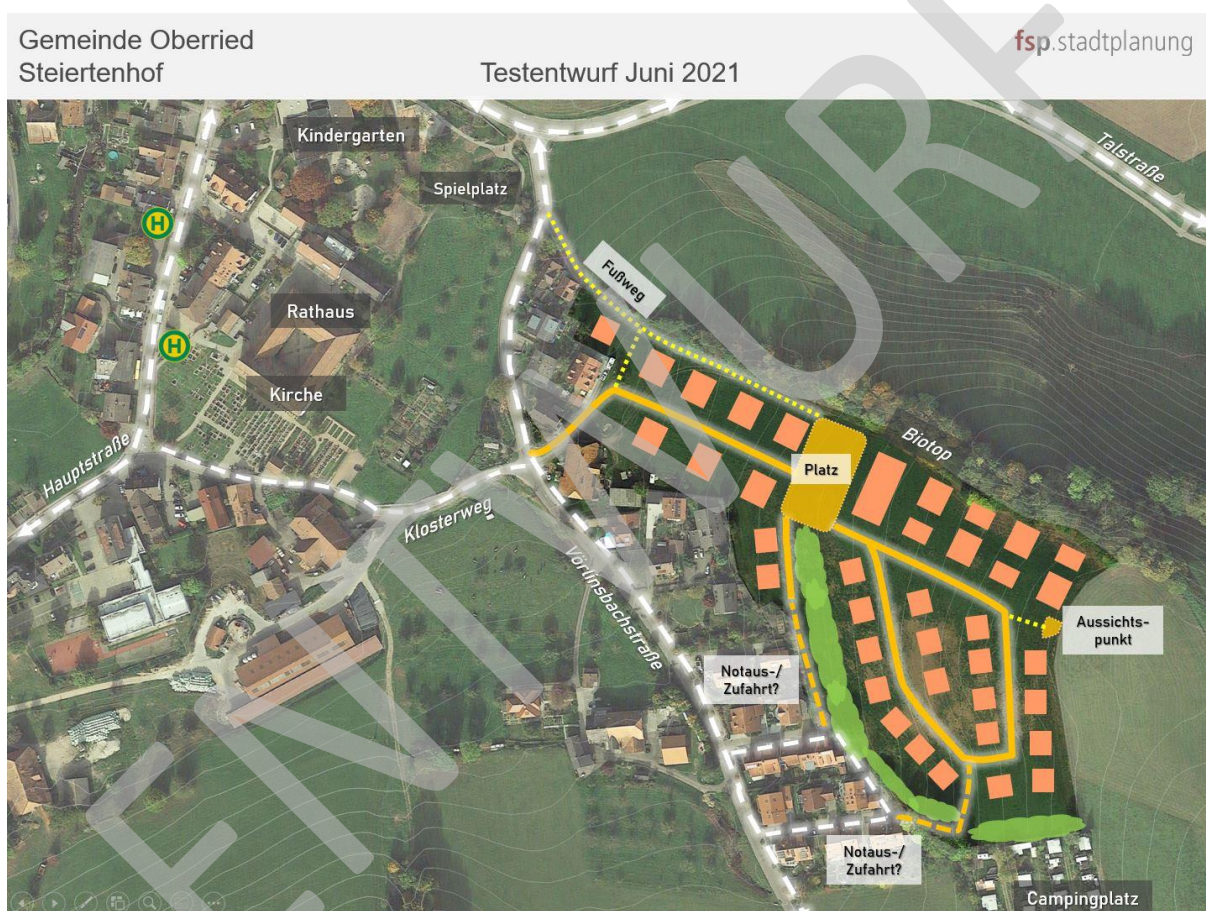 Gemeinde Oberried
Steiertenhof
Testentwurf Juni 2021
fsp.stadtplanung
Kindergarten
Spielplatz
Talstraße
H
Fußweg
Rathaus
H
Kirche
Biotop
Hauptstraße
Platz
Klosterweg
Vörlinsbachstraße
Aussichts-
punkt
Notaus-/
Zufahrt?
Notaus-/
Zufahrt?
Campingplatz
ENTWURF